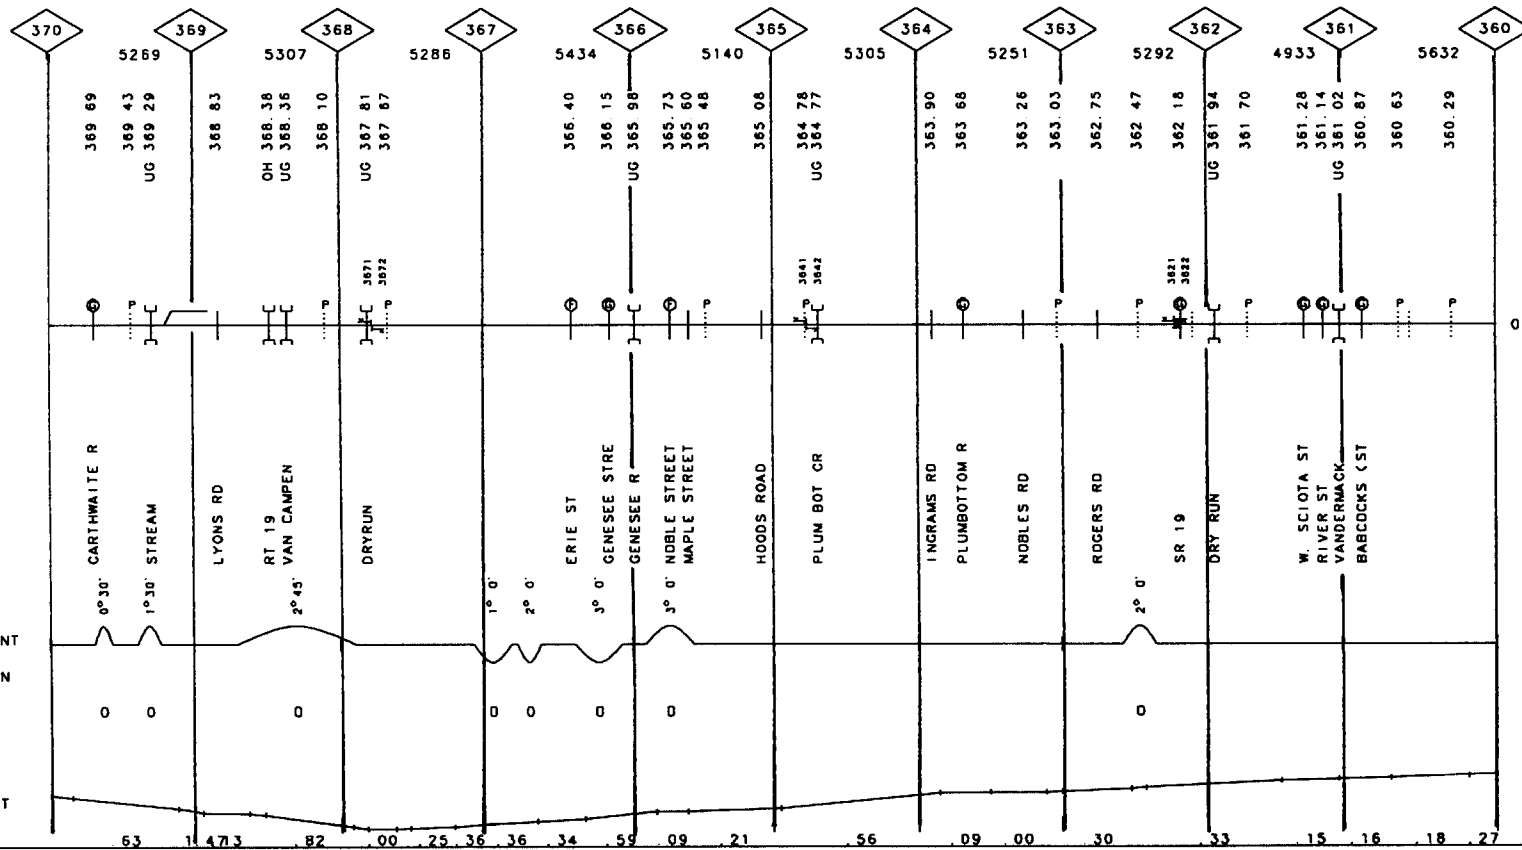 370 369 368 367 366 365 364 363 362 361 360
5269 5307 5286 5434 5140 5305 5251 5292 4933 5632
369 69
369 43
UG 369 29
368 83
OH 368.38
UG 368.36
368 10
UG 367 81
367 67
366.40
366.15
UG 365.98
365.73
365.60
365 48
365 08
364 78
UG 364 77
363.90
363 68
363 26
363.03
362.75
362 47
362 18
UG 361 94
361 70
361.28
361.14
UG 361 02
360.87
360 63
360.29
3671
3672
3641
3642
3621
3622
G P P G P F G F P P G P P G P G G G P P
0
CARTHWAITE R
STREAM
LYONS RD
RT 19
VAN CAMPEN
DRYRUN
ERIE ST
GENESEE STRE
GENESEE R
NOBLE STREET
MAPLE STREET
HOODS ROAD
PLUM BOT CR
INGRAMS RD
PLUMBOTTOM R
NOBLES RD
ROGERS RD
SR 19
DRY RUN
W. SCIOTA ST
RIVER ST
VANDERMACK
BABCOCKS (ST
0°30' 1°30' 2°45' 1° 0' 2° 0' 3° 0' 3° 0' 2° 0'
NT
N
0 0 0 0 0 0 0 0
T
.63 .82 .00 .25 .36 .36 .34 .59 .09 .21 .56 .09 .00 .30 .33 .15 .16 .18 .27